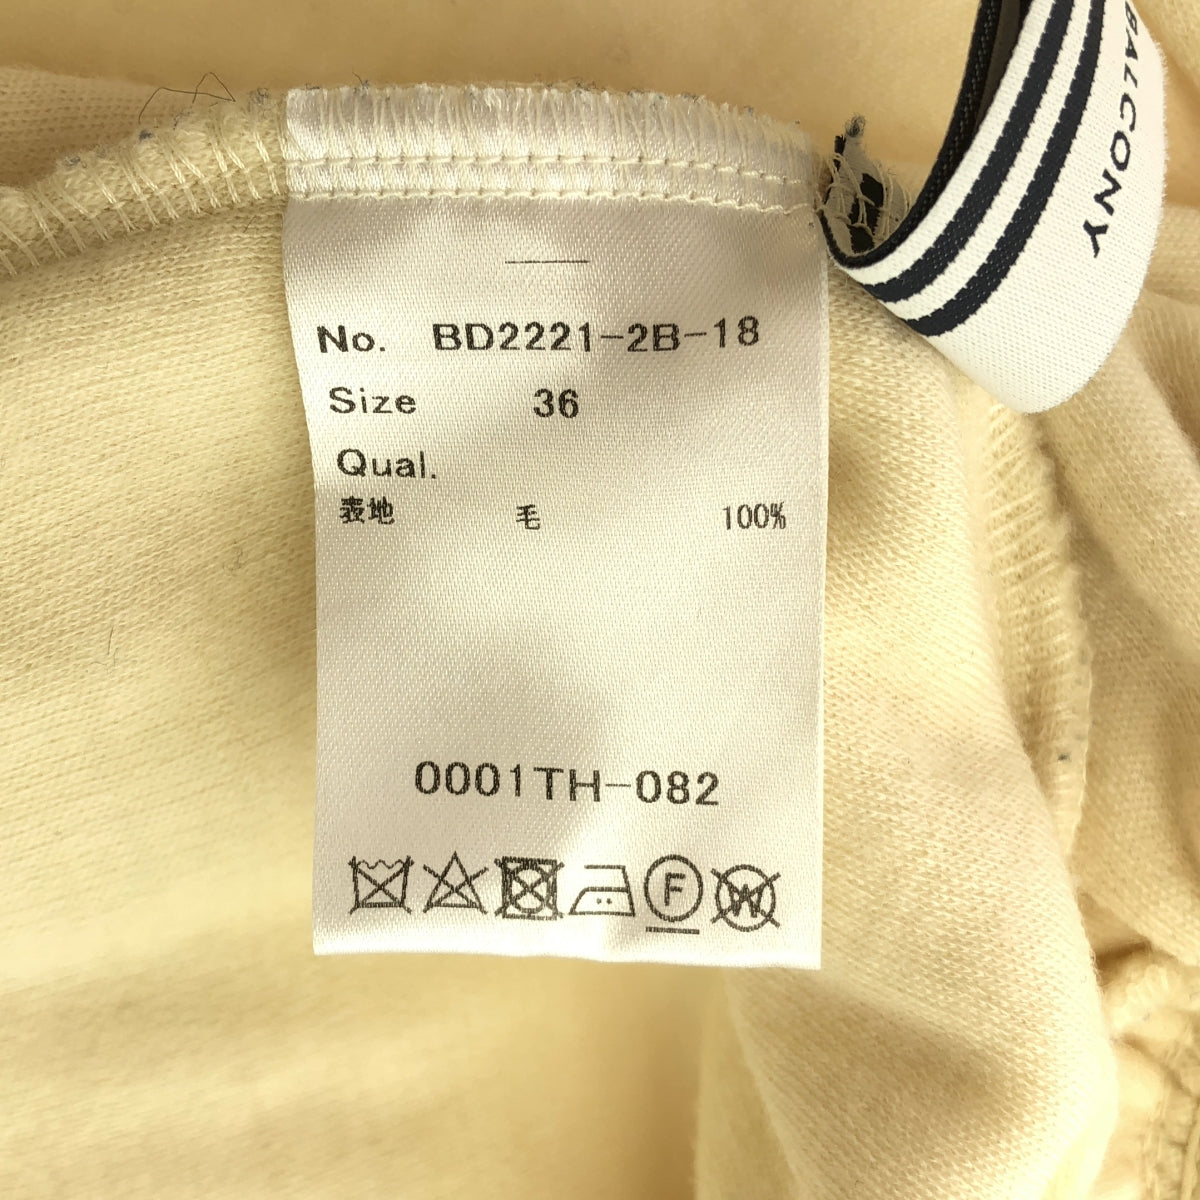 BALCONY
No. BD2221-2B-18
Size 36
Qual.
表地 毛 100%
0001TH-082
F
W